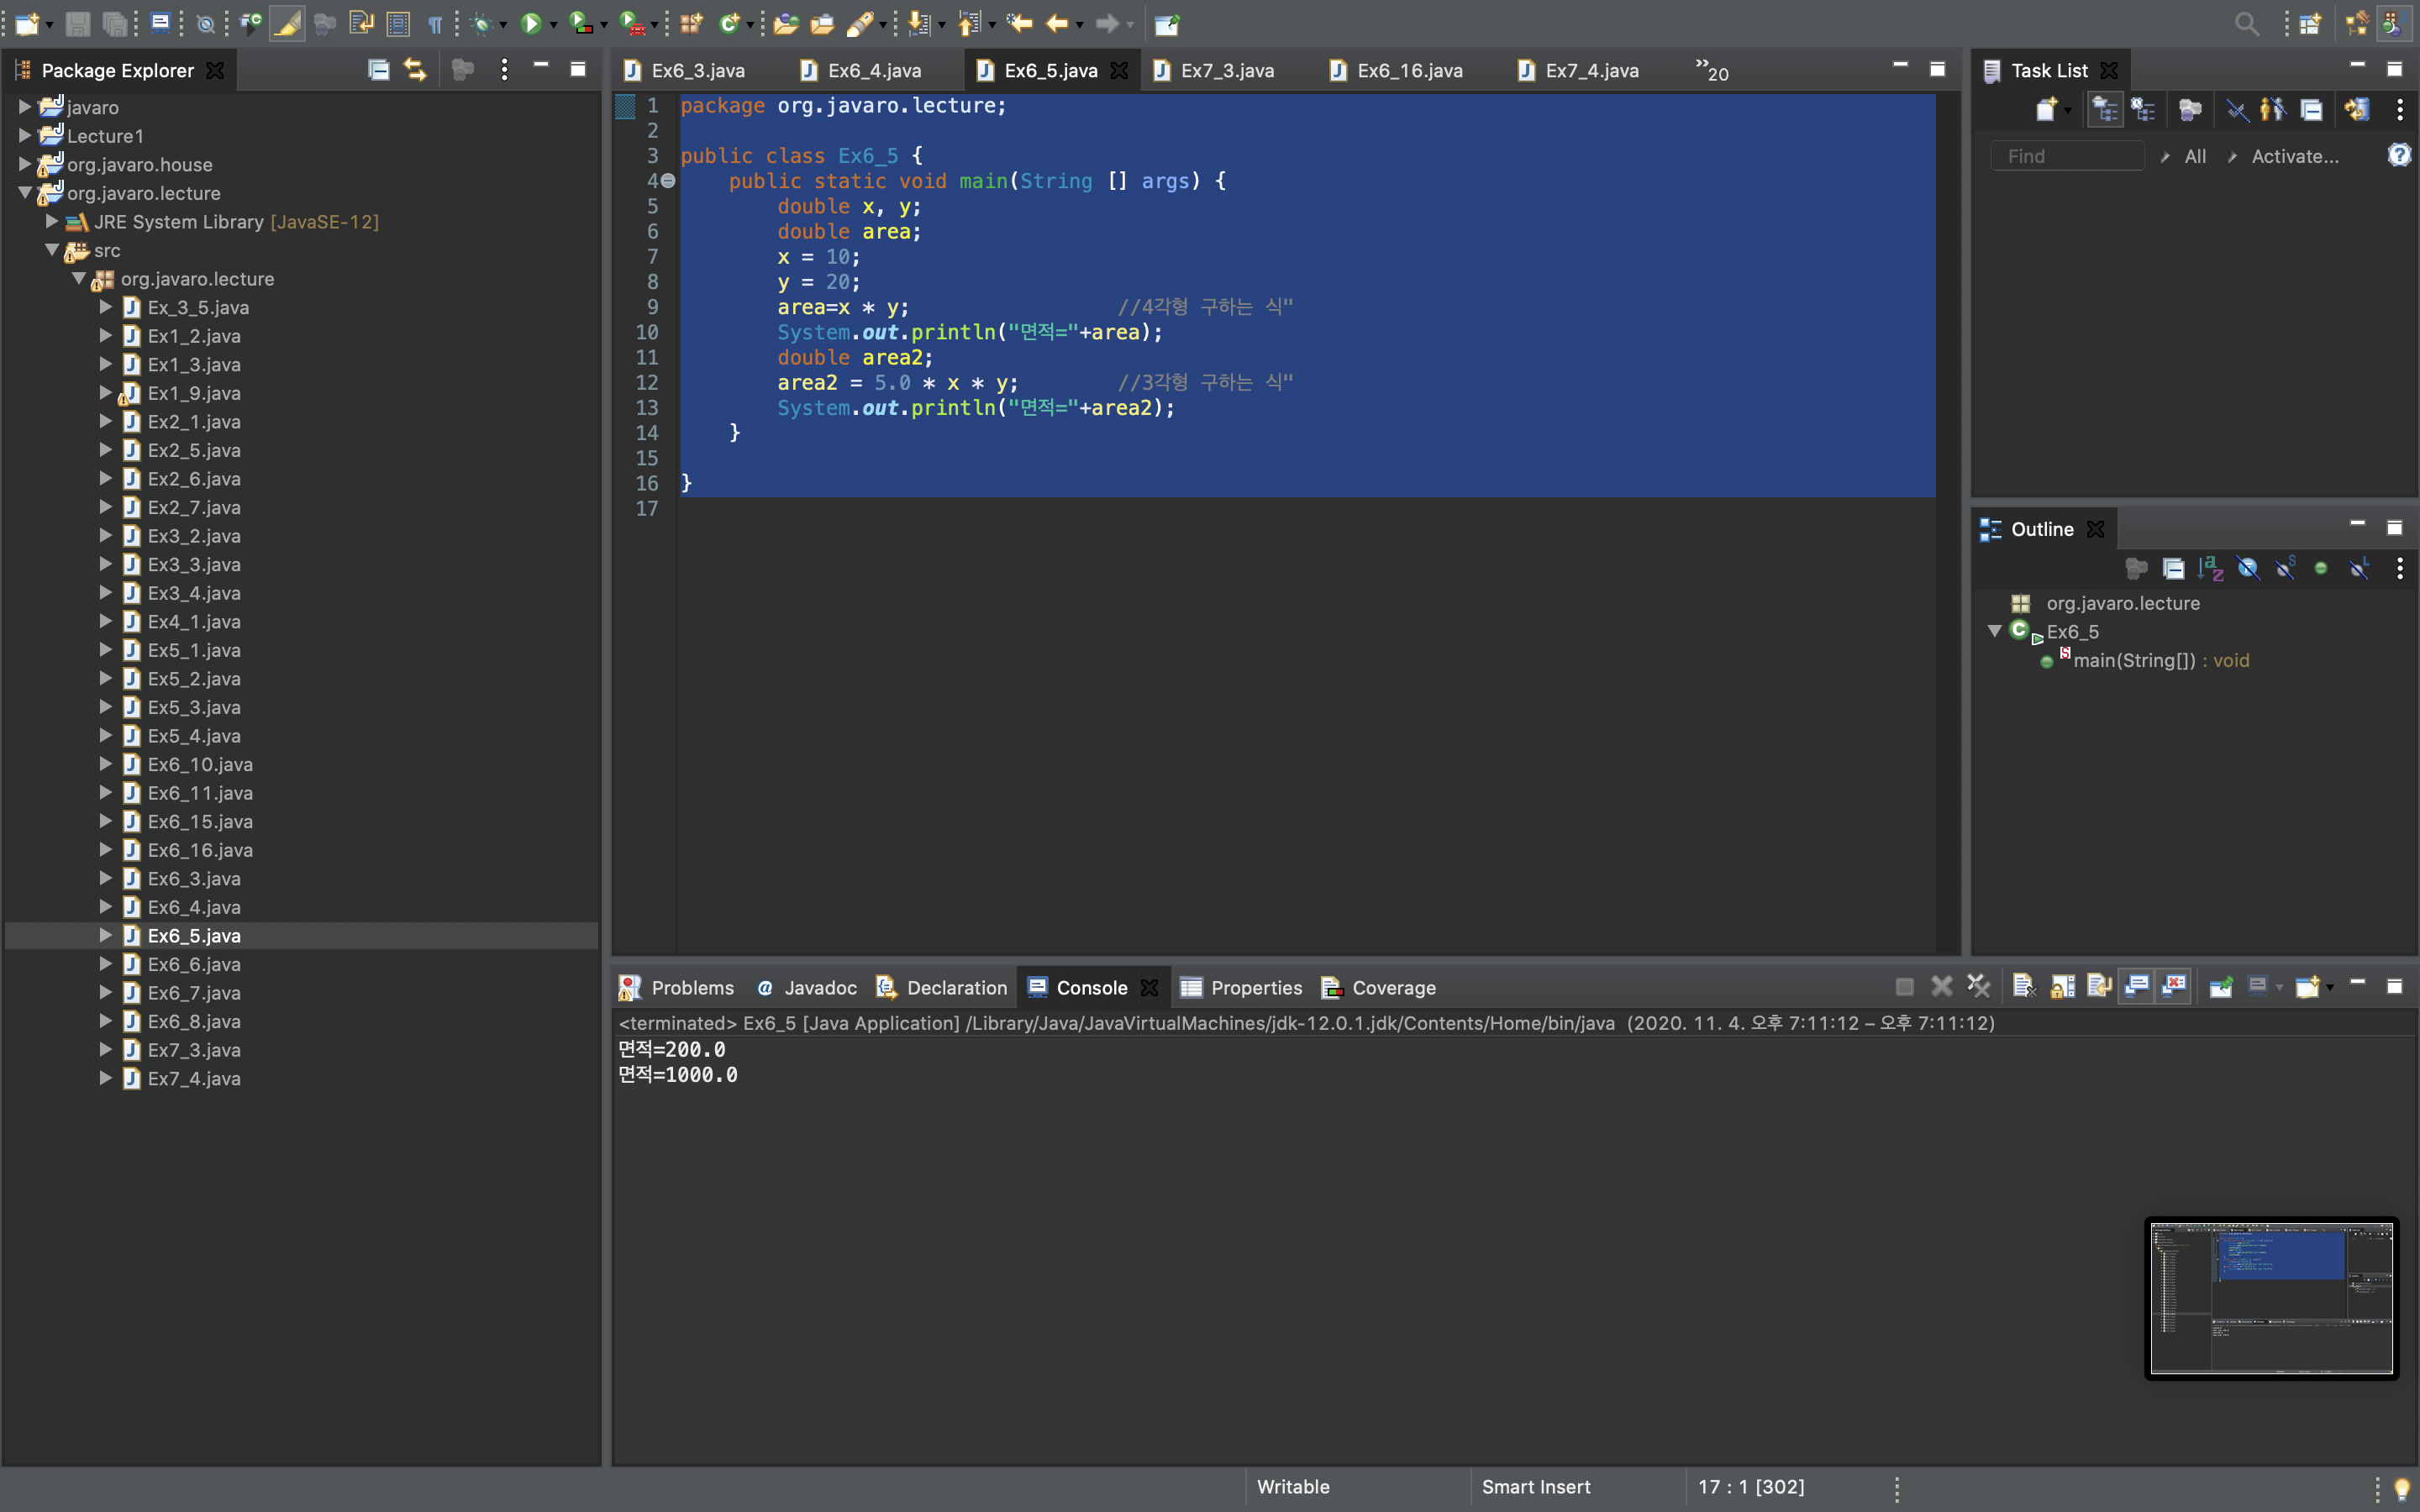 Package Explorer
javaro
Lecture1
org.javaro.house
org.javaro.lecture
JRE System Library [JavaSE-12]
src
org.javaro.lecture
Ex_3_5.java
Ex1_2.java
Ex1_3.java
Ex1_9.java
Ex2_1.java
Ex2_5.java
Ex2_6.java
Ex2_7.java
Ex3_2.java
Ex3_3.java
Ex3_4.java
Ex4_1.java
Ex5_1.java
Ex5_2.java
Ex5_3.java
Ex5_4.java
Ex6_10.java
Ex6_11.java
Ex6_15.java
Ex6_16.java
Ex6_3.java
Ex6_4.java
Ex6_5.java
Ex6_6.java
Ex6_7.java
Ex6_8.java
Ex7_3.java
Ex7_4.java
Ex6_3.java Ex6_4.java Ex6_5.java Ex7_3.java Ex6_16.java Ex7_4.java »20
1 package org.javaro.lecture;
2
3 public class Ex6_5 {
4 public static void main(String [] args) {
5 double x, y;
6 double area;
7 x = 10;
8 y = 20;
9 area=x * y; //4각형 구하는 식"
10 System.out.println("면적="+area);
11 double area2;
12 area2 = 5.0 * x * y; //3각형 구하는 식"
13 System.out.println("면적="+area2);
14 }
15
16 }
17
Task List
Find All Activate...
Outline
org.javaro.lecture
Ex6_5
main(String[]) : void
Problems Javadoc Declaration Console Properties Coverage
<terminated> Ex6_5 [Java Application] /Library/Java/JavaVirtualMachines/jdk-12.0.1.jdk/Contents/Home/bin/java (2020. 11. 4. 오후 7:11:12 – 오후 7:11:12)
면적=200.0
면적=1000.0
Writable Smart Insert 17 : 1 [302]